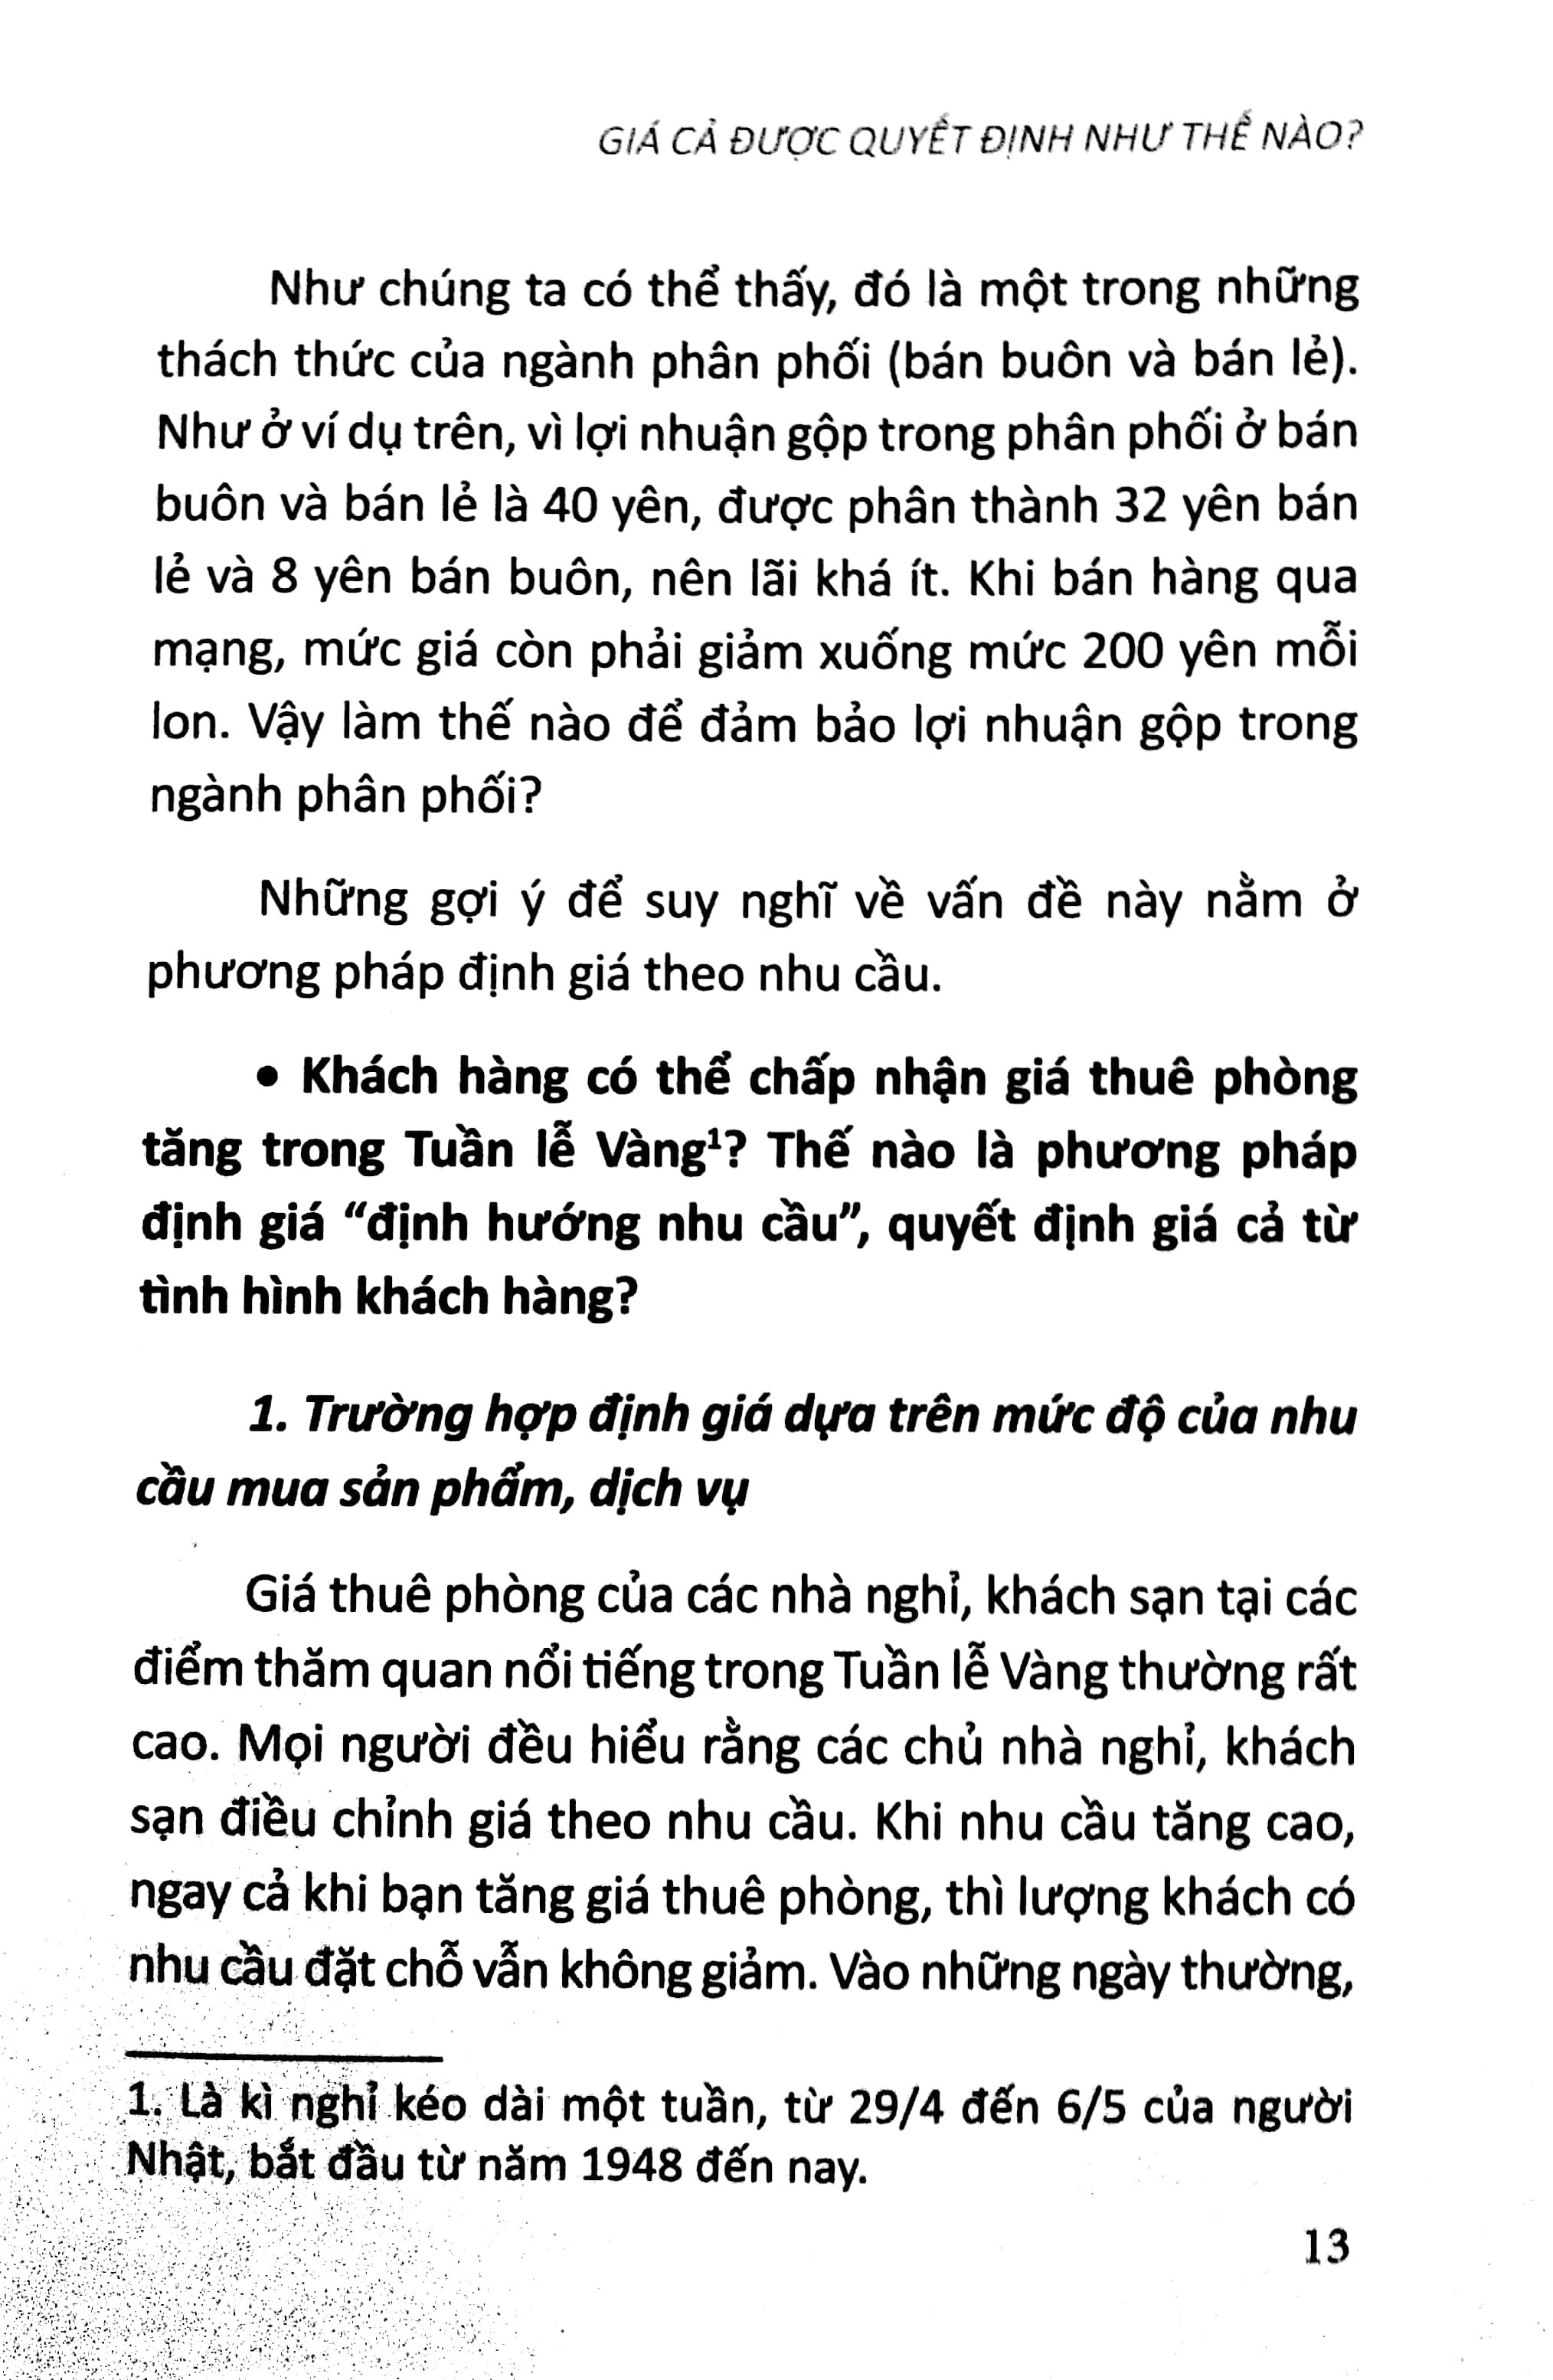 GIÁ CẢ ĐƯỢC QUYẾT ĐỊNH NHƯ THẾ NÀO?
Như chúng ta có thể thấy, đó là một trong những
thách thức của ngành phân phối (bán buôn và bán lẻ).
Như ở ví dụ trên, vì lợi nhuận gộp trong phân phối ở bán
buôn và bán lẻ là 40 yên, được phân thành 32 yên bán
lẻ và 8 yên bán buôn, nên lãi khá ít. Khi bán hàng qua
mạng, mức giá còn phải giảm xuống mức 200 yên mỗi
lon. Vậy làm thế nào để đảm bảo lợi nhuận gộp trong
ngành phân phối?
Những gợi ý để suy nghĩ về vấn đề này nằm ở
phương pháp định giá theo nhu cầu.
• Khách hàng có thể chấp nhận giá thuê phòng
tăng trong Tuần lễ Vàng¹? Thế nào là phương pháp
định giá “định hướng nhu cầu”, quyết định giá cả từ
tình hình khách hàng?
1. Trường hợp định giá dựa trên mức độ của nhu
cầu mua sản phẩm, dịch vụ
Giá thuê phòng của các nhà nghỉ, khách sạn tại các
điểm thăm quan nổi tiếng trong Tuần lễ Vàng thường rất
cao. Mọi người đều hiểu rằng các chủ nhà nghỉ, khách
sạn điều chỉnh giá theo nhu cầu. Khi nhu cầu tăng cao,
ngay cả khi bạn tăng giá thuê phòng, thì lượng khách có
nhu cầu đặt chỗ vẫn không giảm. Vào những ngày thường,
1. Là kì nghỉ kéo dài một tuần, từ 29/4 đến 6/5 của người
Nhật, bắt đầu từ năm 1948 đến nay.
13